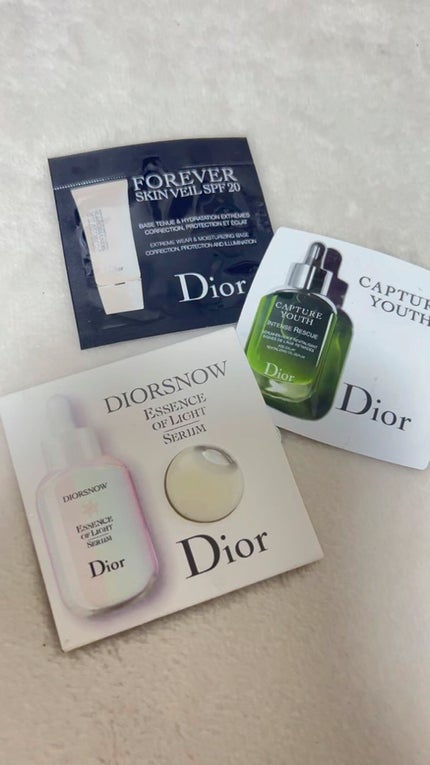 FOREVER
SKIN VEIL SPF 20
BASE TENUE & HYDRATATION EXTRÊMES
CORRECTION, PROTECTION ET ÉCLAT
EXTREME WEAR & MOISTURIZING BASE
CORRECTION, PROTECTION AND ILLUMINATION
Dior
CAPTURE
YOUTH
CAPTURE
YOUTH
INTENSE RESCUE
Dior
Dior
DIORSNOW
ESSENCE
OF LIGHT
SERUM
DIORSNOW
ESSENCE
OF LIGHT
SERUM
Dior
Dior